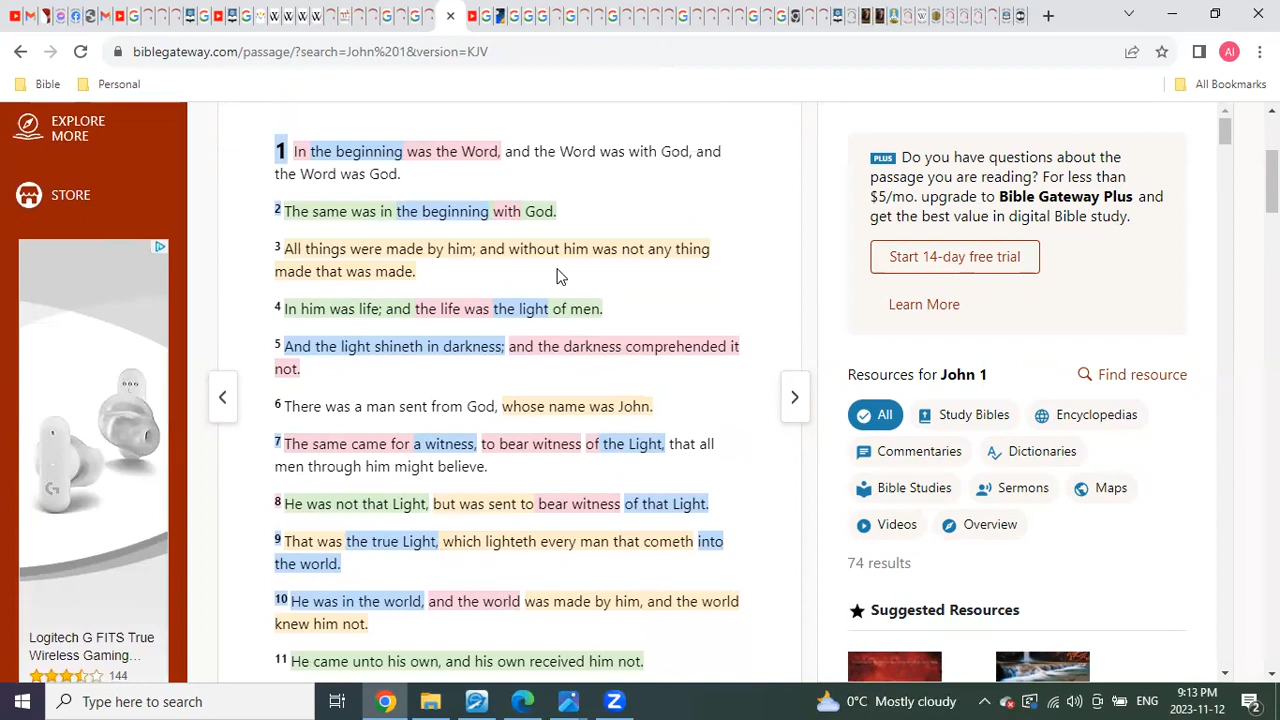 biblegateway.com/passage/?search=John%201&version=KJV
AI
Bible
Personal
All Bookmarks
EXPLORE
MORE
STORE
Logitech G FITS True
Wireless Gaming...
144
1 In the beginning was the Word, and the Word was with God, and
the Word was God.
2 The same was in the beginning with God.
3 All things were made by him; and without him was not any thing
made that was made.
4 In him was life; and the life was the light of men.
5 And the light shineth in darkness; and the darkness comprehended it
not.
6 There was a man sent from God, whose name was John.
7 The same came for a witness, to bear witness of the Light, that all
men through him might believe.
8 He was not that Light, but was sent to bear witness of that Light.
9 That was the true Light, which lighteth every man that cometh into
the world.
10 He was in the world, and the world was made by him, and the world
knew him not.
11 He came unto his own, and his own received him not.
PLUS Do you have questions about the
passage you are reading? For less than
$5/mo. upgrade to Bible Gateway Plus and
get the best value in digital Bible study.
Start 14-day free trial
Learn More
Resources for John 1
Find resource
All
Study Bibles
Encyclopedias
Commentaries
Dictionaries
Bible Studies
Sermons
Maps
Videos
Overview
74 results
Suggested Resources
Type here to search
0°C Mostly cloudy
ENG
9:13 PM
2023-11-12
2